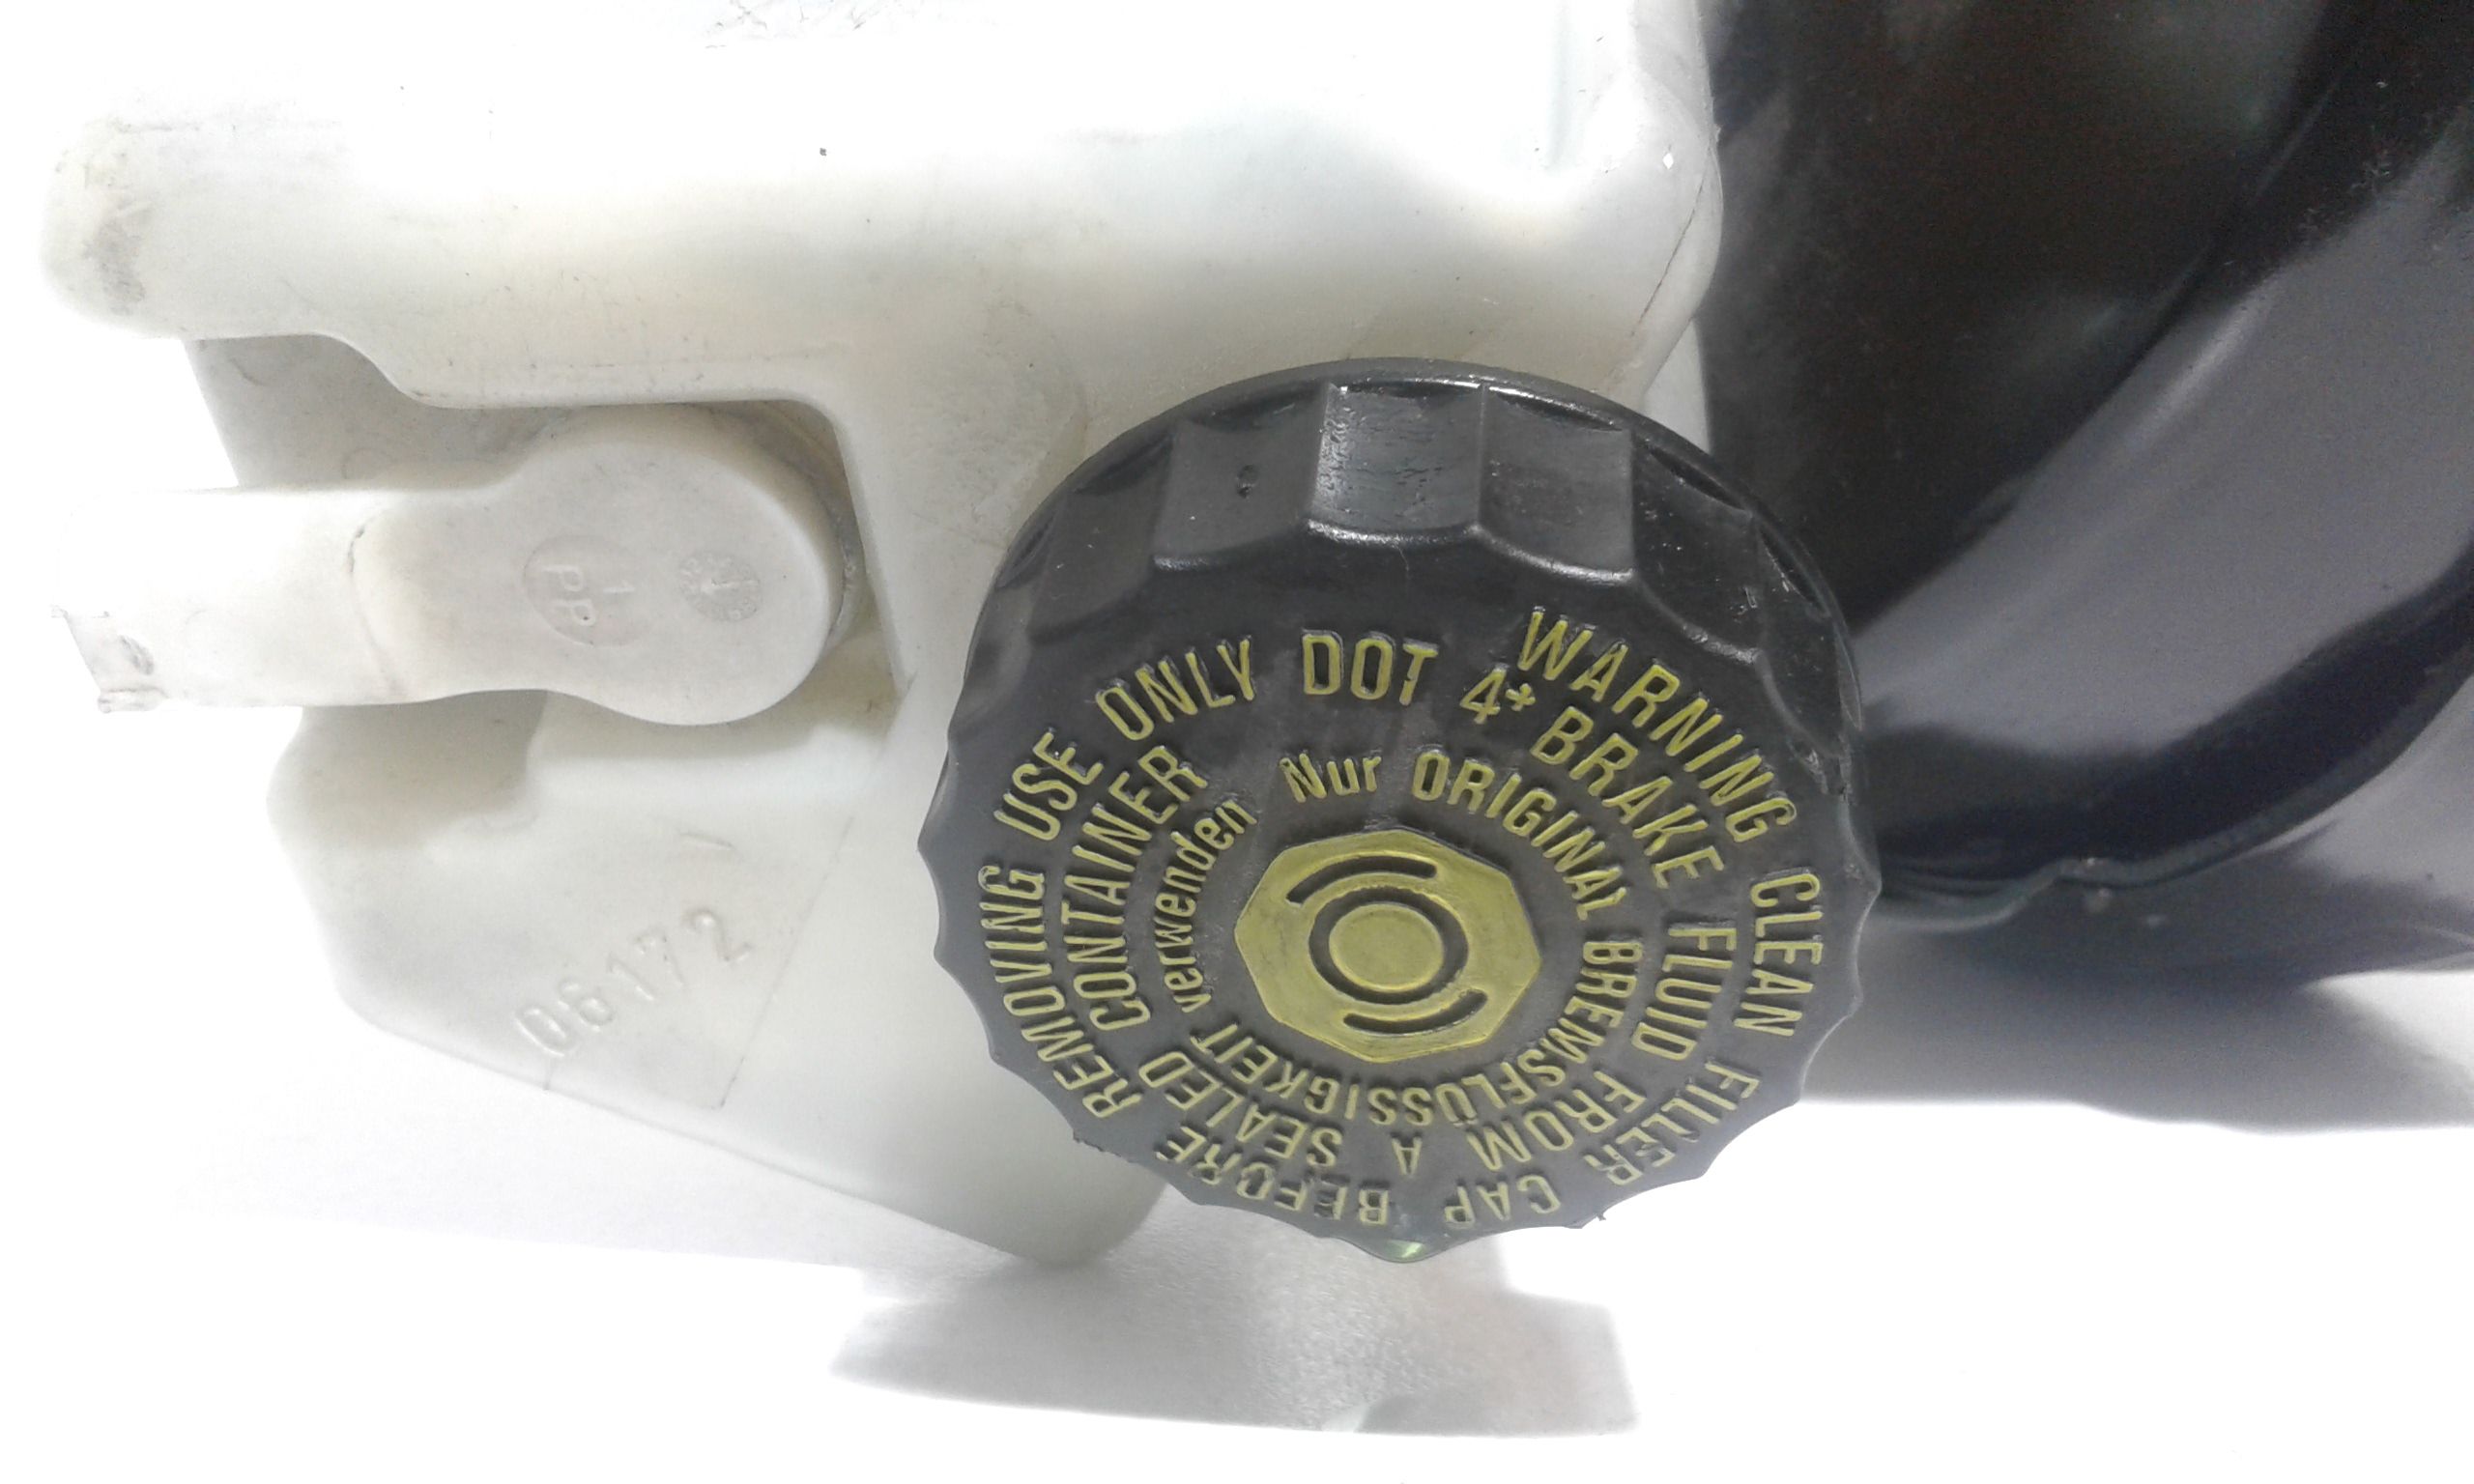 WARNING CLEAN FILLER CAP BEFORE REMOVING
USE ONLY DOT 4* BRAKE FLUID FROM A SEALED CONTAINER
Nur ORIGINAL BREMSFLÜSSIGKEIT verwenden
PP
06172